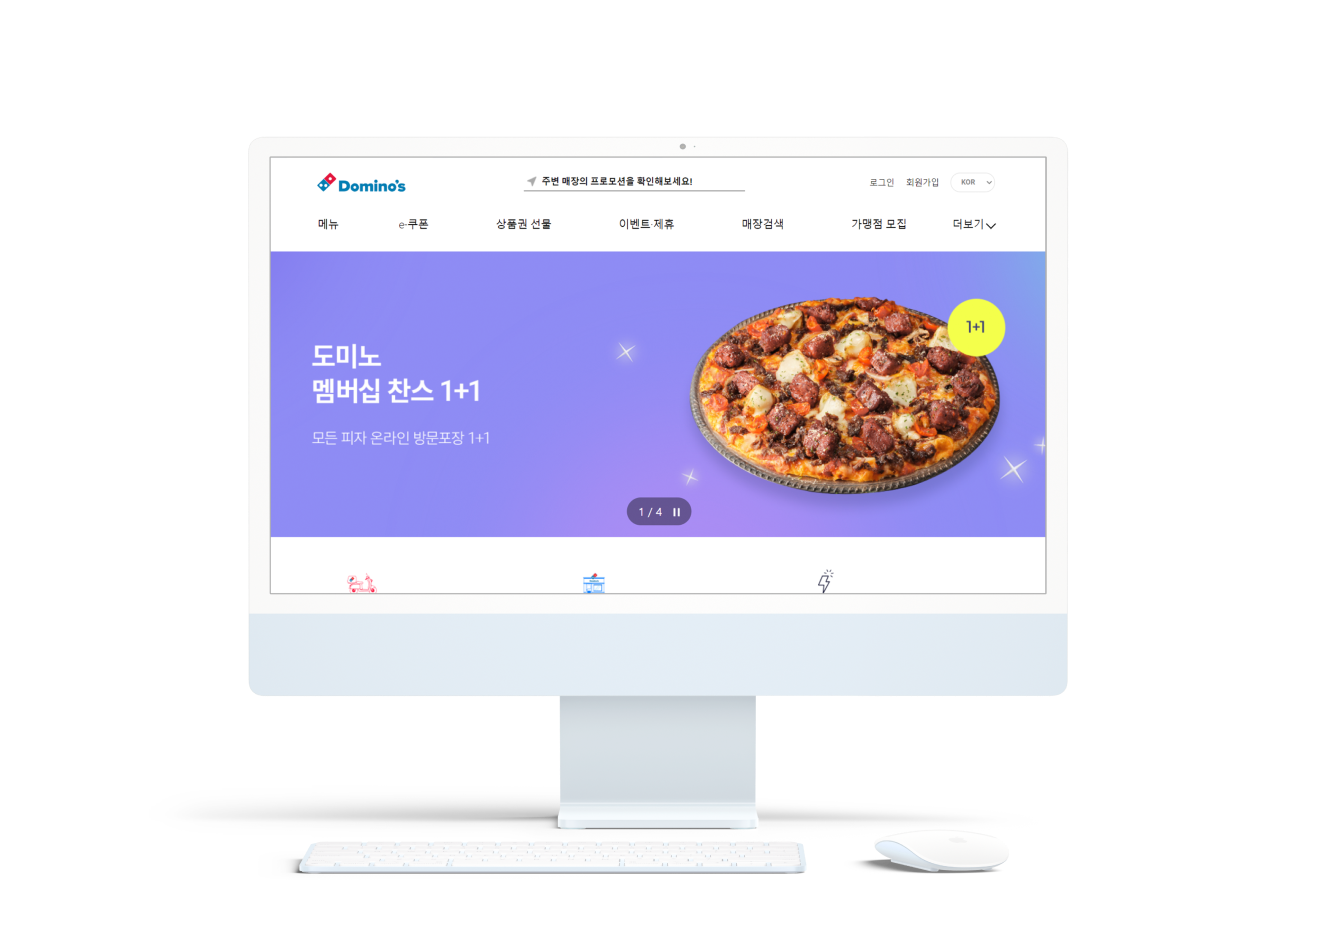 Domino's
주변 매장의 프로모션을 확인해보세요!
로그인 회원가입 KOR
메뉴 e-쿠폰 상품권 선물 이벤트·제휴 매장검색 가맹점 모집 더보기
1+1
도미노
멤버십 찬스 1+1
모든 피자 온라인 방문포장 1+1
1 / 4